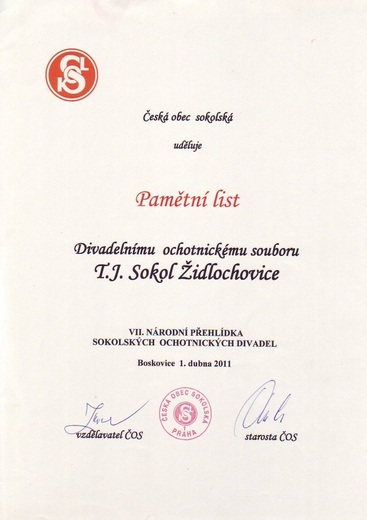 SLK
Česká obec sokolská
uděluje
Pamětní list
Divadelnímu ochotnickému souboru
T.J. Sokol Židlochovice
VII. NÁRODNÍ PŘEHLÍDKA
SOKOLSKÝCH OCHOTNICKÝCH DIVADEL
Boskovice 1. dubna 2011
ČESKÁ OBEC SOKOLSKÁ
PRAHA
vzdělavatel ČOS
starosta ČOS